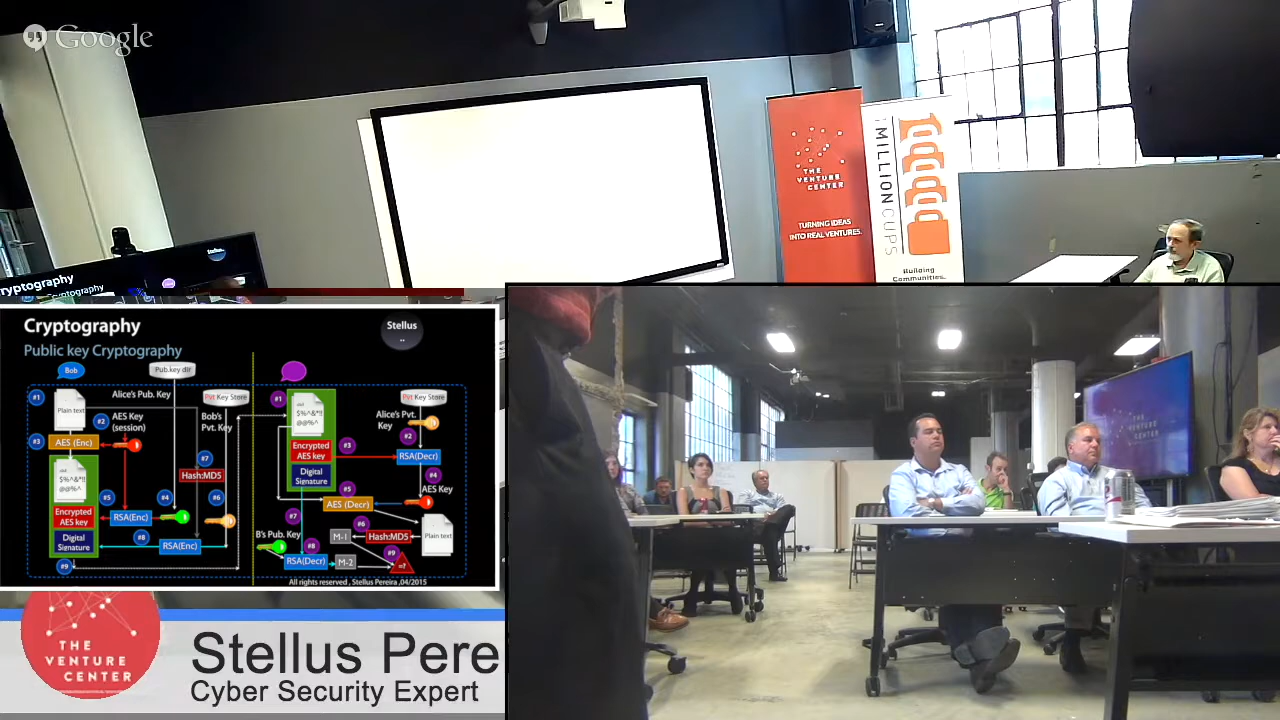 Google
THE
VENTURE
CENTER
TURNING IDEAS
INTO REAL VENTURES.
1MILLIONCUPS
Building
Communities.
Stellus
Cryptography
Stellus
Public key Cryptography
Bob
Pub.key dir
Alice's Pub. Key
Pvt Key Store
Pvt Key Store
#1
Plain text
#2
AES Key
(session)
Bob's
Pvt. Key
#3
AES (Enc)
#7
Hash:MD5
$%^&*!!
@@%^
Encrypted
AES key
Digital
Signature
#5
#4
#6
RSA(Enc)
#8
RSA(Enc)
#9
#1
$%^&*!!
@@%^
Encrypted
AES key
Digital
Signature
Alice's Pvt.
Key
#2
#3
RSA(Decr)
#4
AES Key
#5
AES (Decr)
#7
#6
M-1
Hash:MD5
Plain text
B's Pub. Key
#8
RSA(Decr)
M-2
#9
=?
All rights reserved , Stellus Pereira ,04/2015
THE
VENTURE
CENTER
Stellus Pere
Cyber Security Expert
THE
VENTURE
CENTER